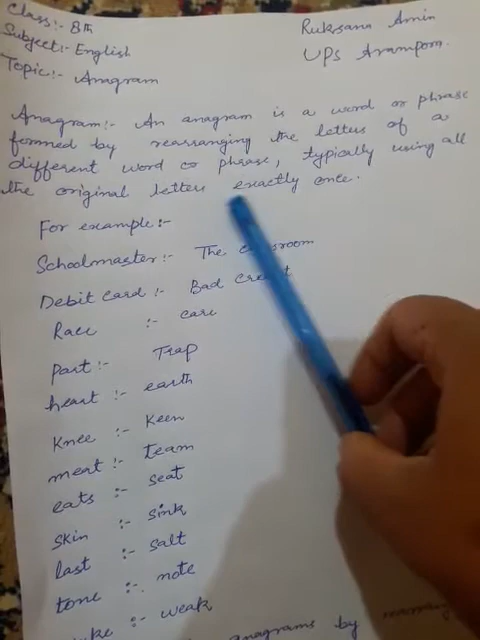 Class:- 8th
Ruksana Amin
Subject:- English
UPS Arampora.
Topic:- Anagram
Anagram:- An anagram is a word or phrase
formed by rearranging the letters of a
different word or phrase, typically using all
the original letters exactly once.
For example:-
Schoolmaster:- The classroom
Debit card :- Bad credit
Race :- care
part:- Trap
heart :- earth
Knee :- Keen
meat :- team
eats :- seat
skin :- sink
last :- salt
tone :- note
:- weak
anagrams by